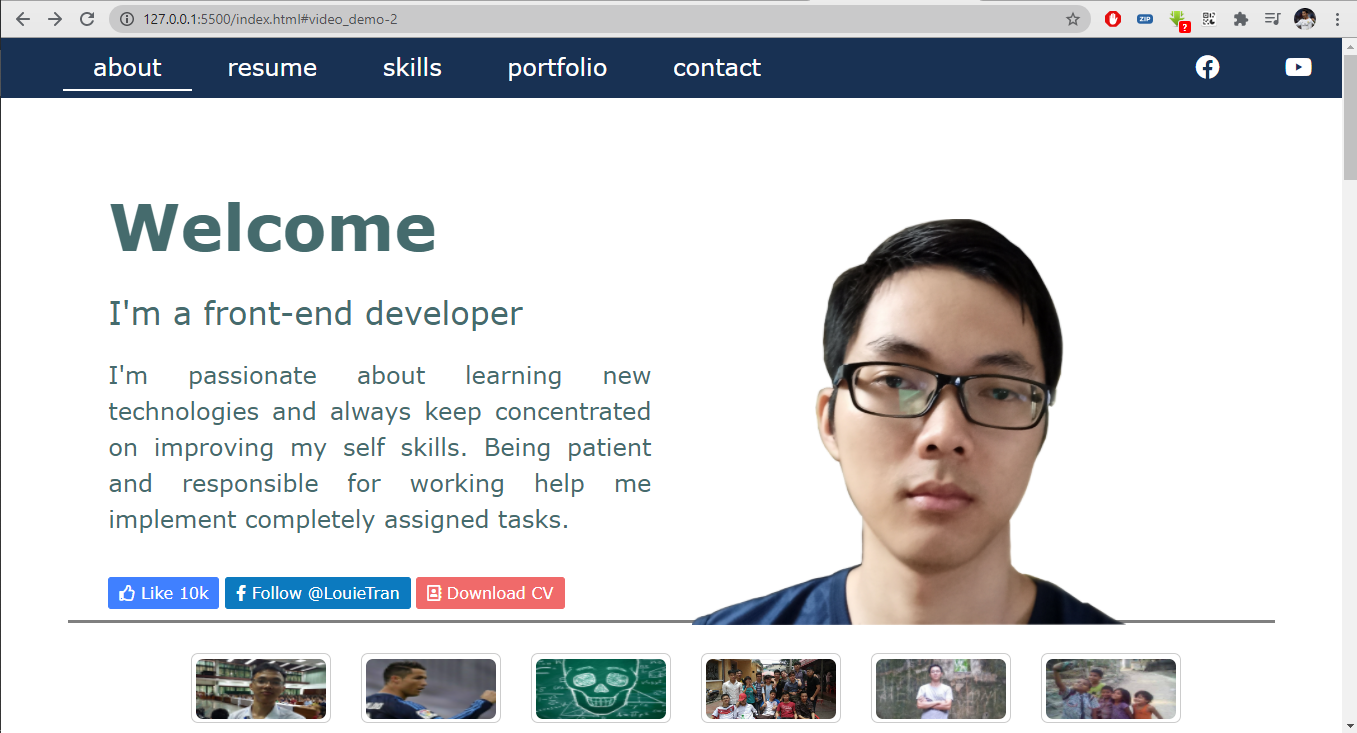 127.0.0.1:5500/index.html#video_demo-2
ZIP
?
about resume skills portfolio contact
Welcome
I'm a front-end developer
I'm passionate about learning new
technologies and always keep concentrated
on improving my self skills. Being patient
and responsible for working help me
implement completely assigned tasks.
Like 10k Follow @LouieTran Download CV